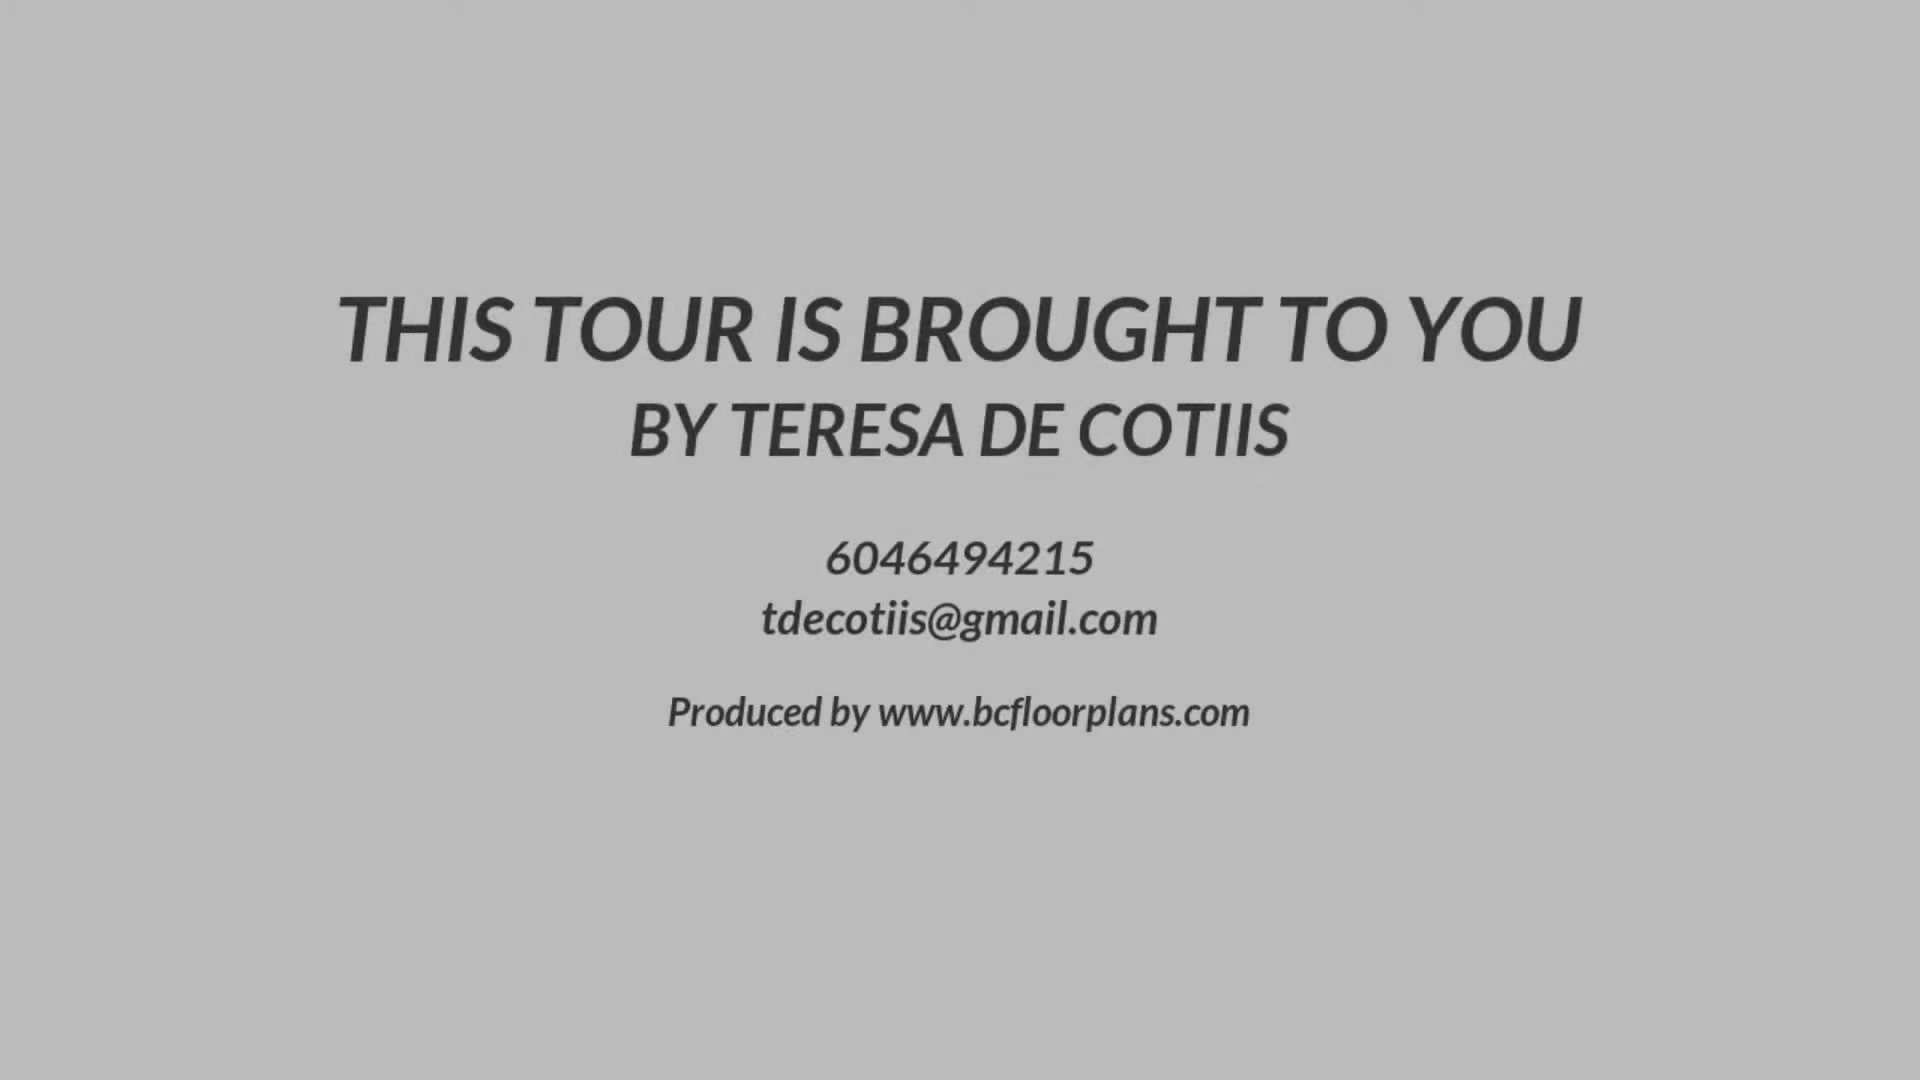 THIS TOUR IS BROUGHT TO YOU
BY TERESA DE COTIIS
6046494215
tdecotiis@gmail.com
Produced by www.bcfloorplans.com